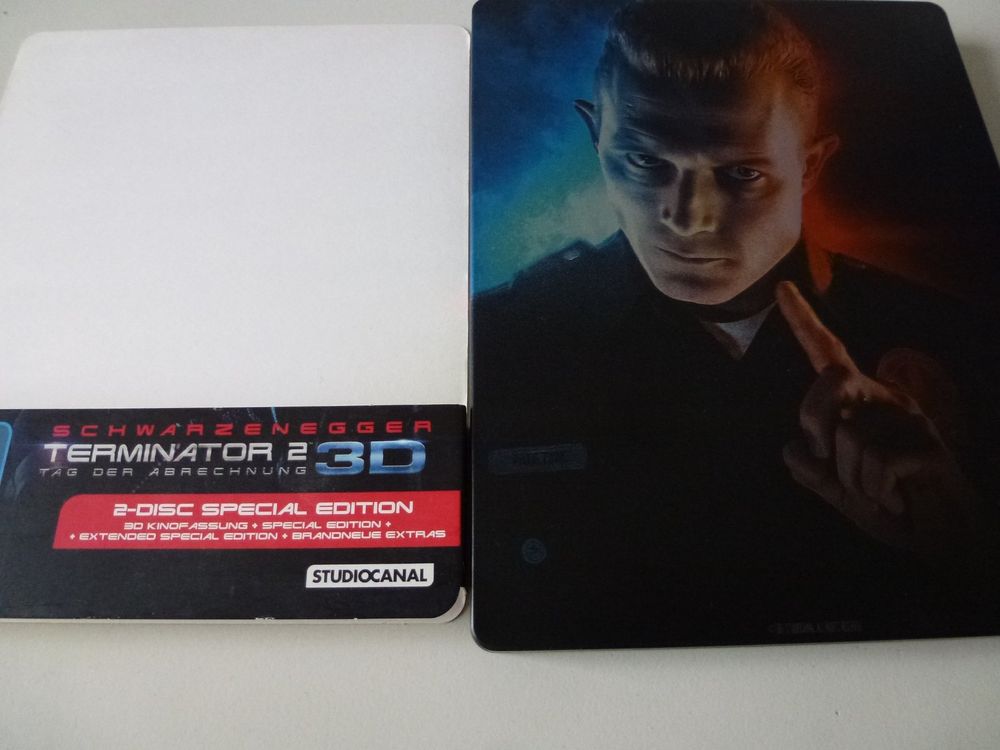 SCHWARZENEGGER
TERMINATOR 2
TAG DER ABRECHNUNG
3D
2-DISC SPECIAL EDITION
3D KINOFASSUNG + SPECIAL EDITION +
+ EXTENDED SPECIAL EDITION + BRANDNEUE EXTRAS
STUDIOCANAL